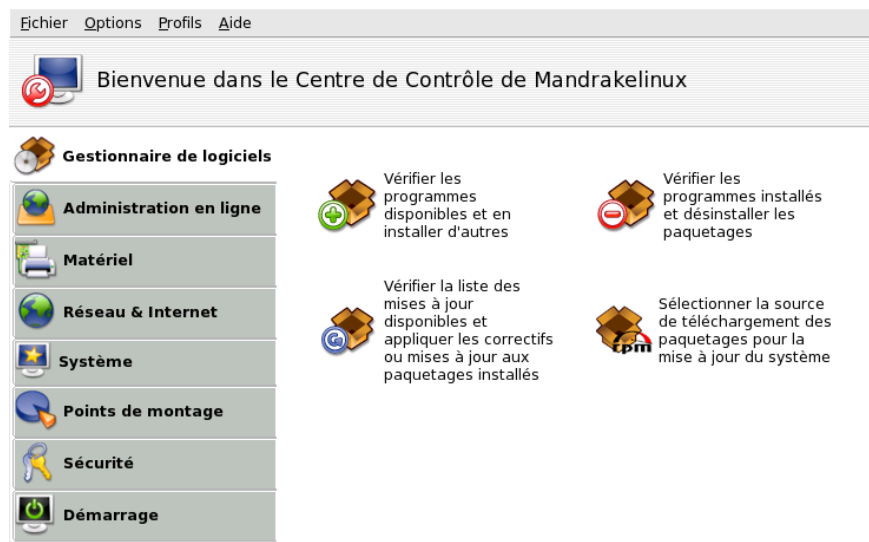 Fichier Options Profils Aide
Bienvenue dans le Centre de Contrôle de Mandrakelinux
Gestionnaire de logiciels
Administration en ligne
Matériel
Réseau & Internet
Système
Points de montage
Sécurité
Démarrage
Vérifier les
programmes
disponibles et en
installer d'autres
Vérifier les
programmes installés
et désinstaller les
paquetages
Vérifier la liste des
mises à jour
disponibles et
appliquer les correctifs
ou mises à jour aux
paquetages installés
rpm
Sélectionner la source
de téléchargement des
paquetages pour la
mise à jour du système